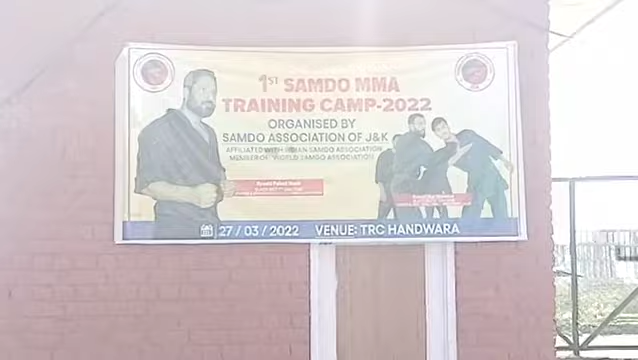 1ST SAMDO MMA
TRAINING CAMP-2022
ORGANISED BY
SAMDO ASSOCIATION OF J&K
AFFILIATED WITH INDIAN SAMDO ASSOCIATION
MEMBER OF WORLD SAMDO ASSOCIATION
27 / 03 / 2022 VENUE: TRC HANDWARA